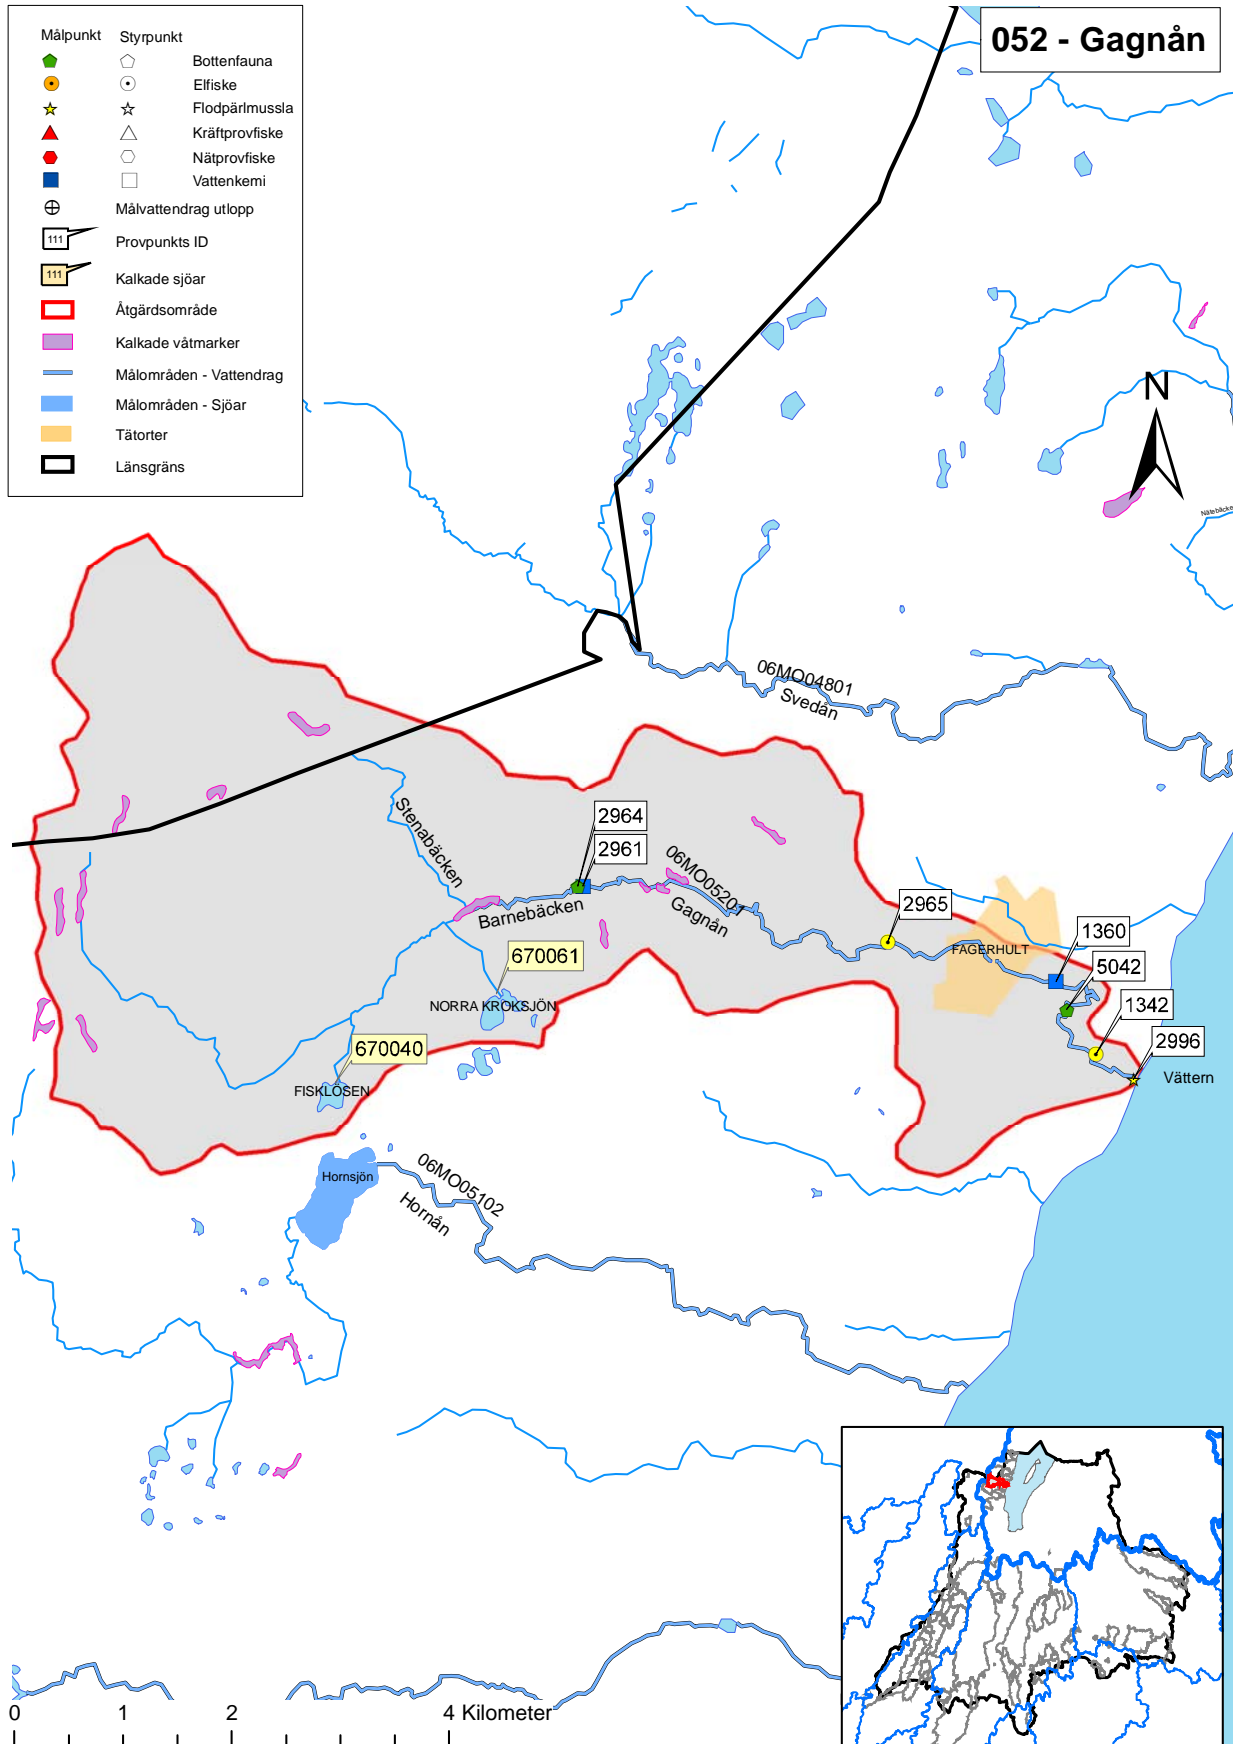 052 - Gagnån
Målpunkt Styrpunkt
Bottenfauna
Elfiske
Flodpärlmussla
Kräftprovfiske
Nätprovfiske
Vattenkemi
Målvattendrag utlopp
111 Provpunkts ID
111 Kalkade sjöar
Åtgärdsområde
Kalkade våtmarker
Målområden - Vattendrag
Målområden - Sjöar
Tätorter
Länsgräns
N
Nätebäcke
06MO04801
Svedån
2964
2961
Stenabäcken
06MO05201
Barnebäcken
Gagnån
2965
FAGERHULT
1360
5042
670061
NORRA KROKSJÖN
1342
2996
670040
Vättern
FISKLÖSEN
Hornsjön
06MO05102
Hornån
0 1 2 4 Kilometer